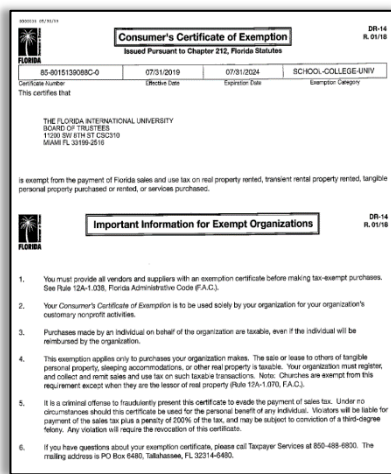 DR-14
R. 01/18
Consumer's Certificate of Exemption
Issued Pursuant to Chapter 212, Florida Statutes
FLORIDA
85-8015139088C-0 07/31/2019 07/31/2024 SCHOOL-COLLEGE-UNIV
Certificate Number Effective Date Expiration Date Exemption Category
This certifies that
THE FLORIDA INTERNATIONAL UNIVERSITY
BOARD OF TRUSTEES
11200 SW 8TH ST CSC310
MIAMI FL 33199-2516
is exempt from the payment of Florida sales and use tax on real property rented, transient rental property rented, tangible
personal property purchased or rented, or services purchased.
DR-14
R. 01/18
Important Information for Exempt Organizations
FLORIDA
1. You must provide all vendors and suppliers with an exemption certificate before making tax-exempt purchases.
See Rule 12A-1.038, Florida Administrative Code (F.A.C.).
2. Your Consumer's Certificate of Exemption is to be used solely by your organization for your organization's
customary nonprofit activities.
3. Purchases made by an individual on behalf of the organization are taxable, even if the individual will be
reimbursed by the organization.
4. This exemption applies only to purchases your organization makes. The sale or lease to others of tangible
personal property, sleeping accommodations, or other real property is taxable. Your organization must register,
and collect and remit sales and use tax on such taxable transactions. Note: Churches are exempt from this
requirement except when they are the lessor of real property (Rule 12A-1.070, F.A.C.).
5. It is a criminal offense to fraudulently present this certificate to evade the payment of sales tax. Under no
circumstances should this certificate be used for the personal benefit of any individual. Violators will be liable for
payment of the sales tax plus a penalty of 200% of the tax, and may be subject to conviction of a third-degree
felony. Any violation will require the revocation of this certificate.
6. If you have questions about your exemption certificate, please call Taxpayer Services at 850-488-6800. The
mailing address is PO Box 6480, Tallahassee, FL 32314-6480.